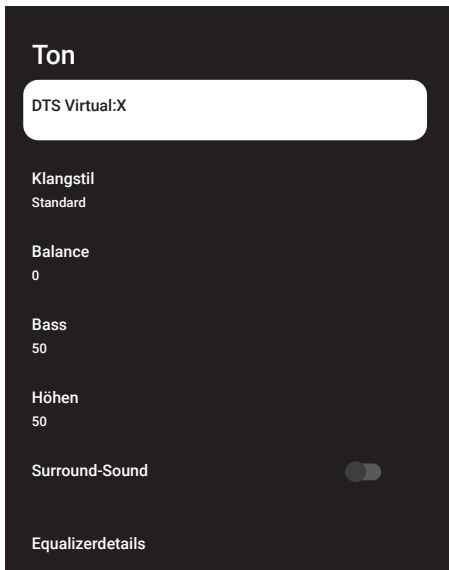 Ton
DTS Virtual:X
Klangstil
Standard
Balance
0
Bass
50
Höhen
50
Surround-Sound
Equalizerdetails